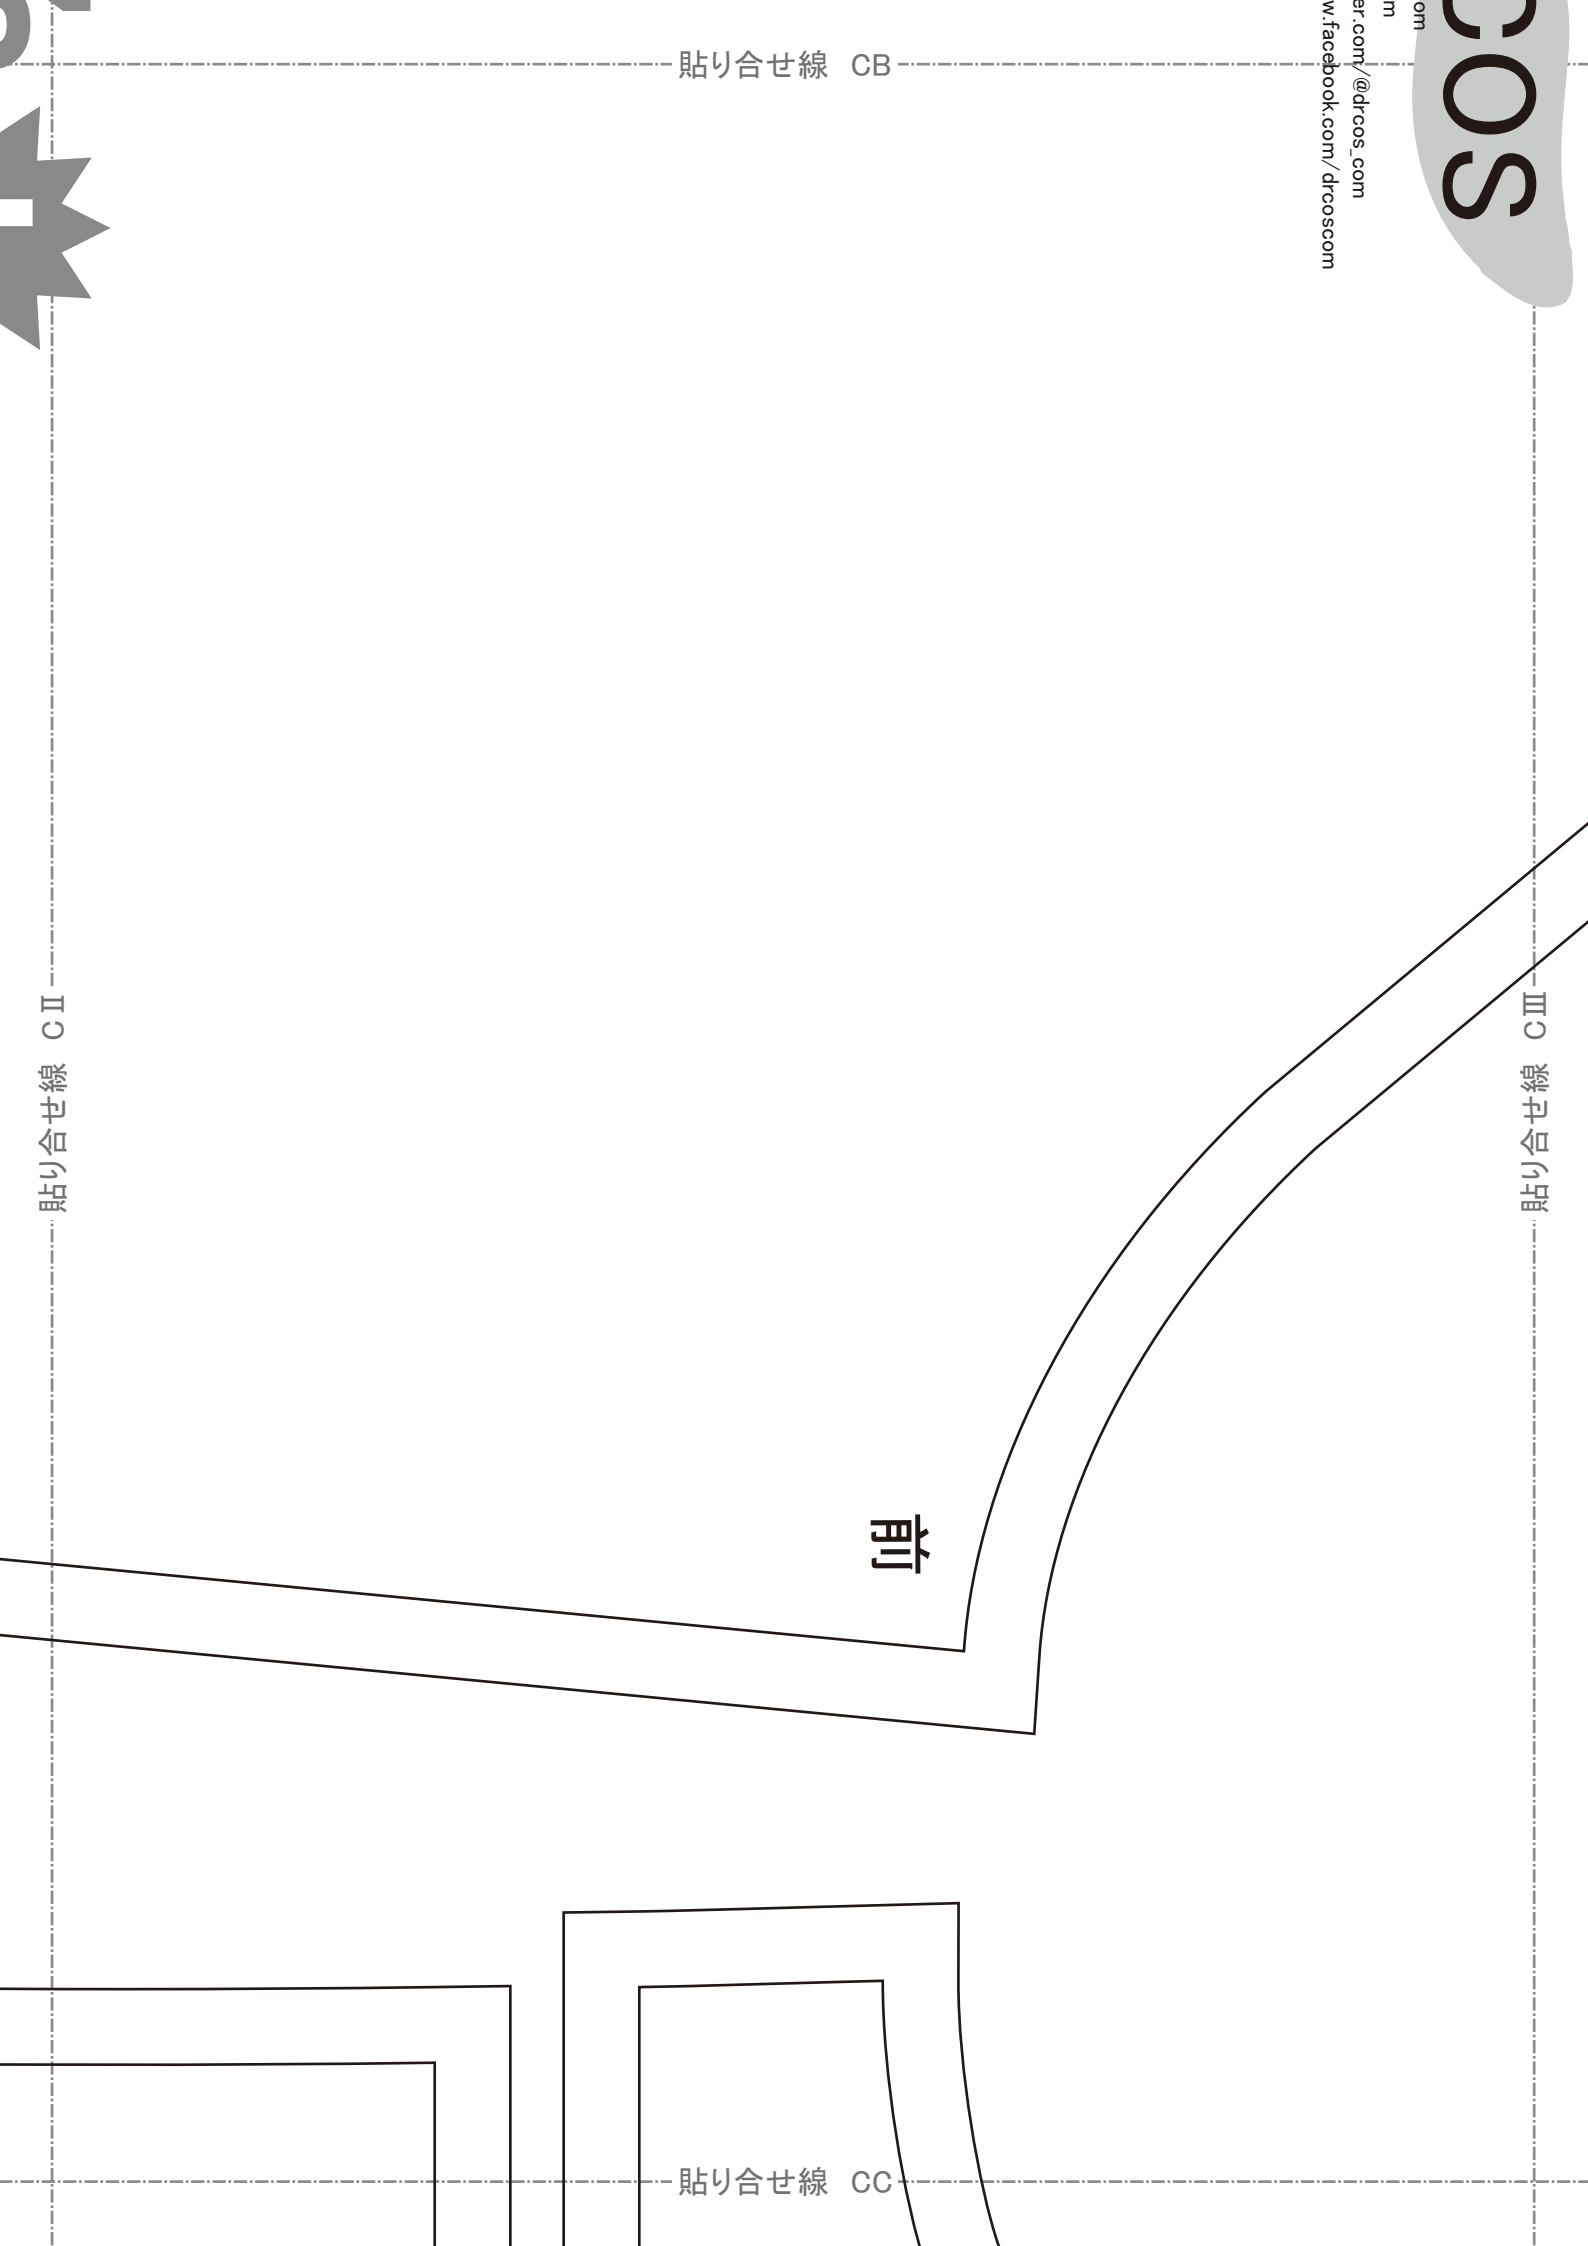 貼り合せ線 CB
COS
om
m
er.com/@drcos_com
w.facebook.com/drcoscom
貼り合せ線 CⅡ
貼り合せ線 CⅢ
前
貼り合せ線 CC